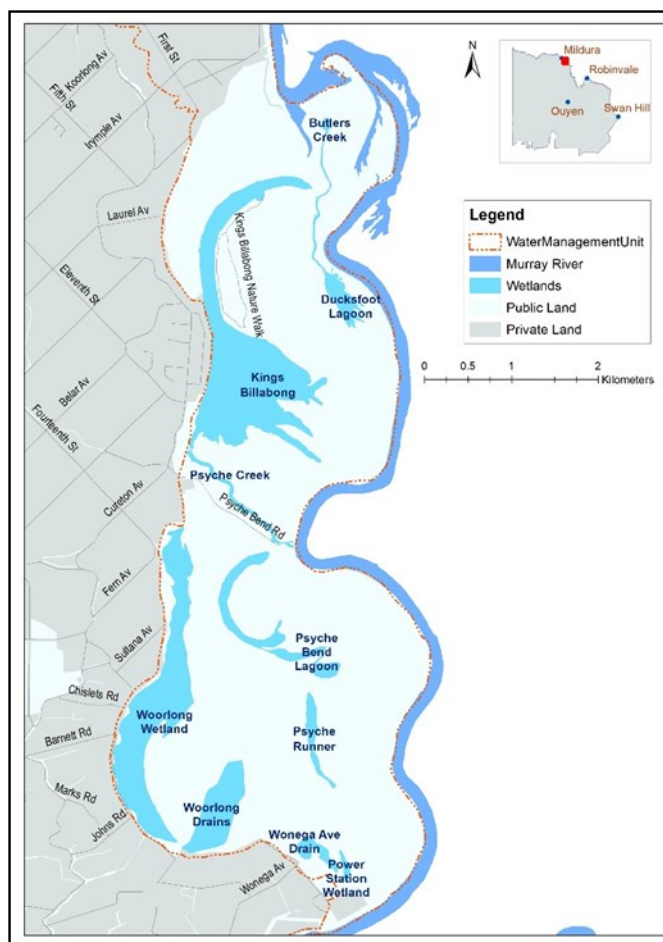 First St
Koorlong Av
Fifth St
Irymple Av
Butlers
Creek
N
Mildura
Robinvale
Ouyen
Swan Hill
Legend
WaterManagementUnit
Murray River
Wetlands
Public Land
Private Land
0 0.5 1 2
Kilometers
Laurel Av
Kings Billabong Nature Walk
Eleventh St
Ducksfoot
Lagoon
Belar Av
Kings
Billabong
Fourteenth St
Psyche Creek
Cureton Av
Psyche Bend Rd
Fern Av
Sultana Av
Psyche
Bend
Lagoon
Chislets Rd
Woorlong
Wetland
Barnett Rd
Psyche
Runner
Marks Rd
Woorlong
Drains
Johns Rd
Wonega Ave
Drain
Wonega Av
Power
Station
Wetland